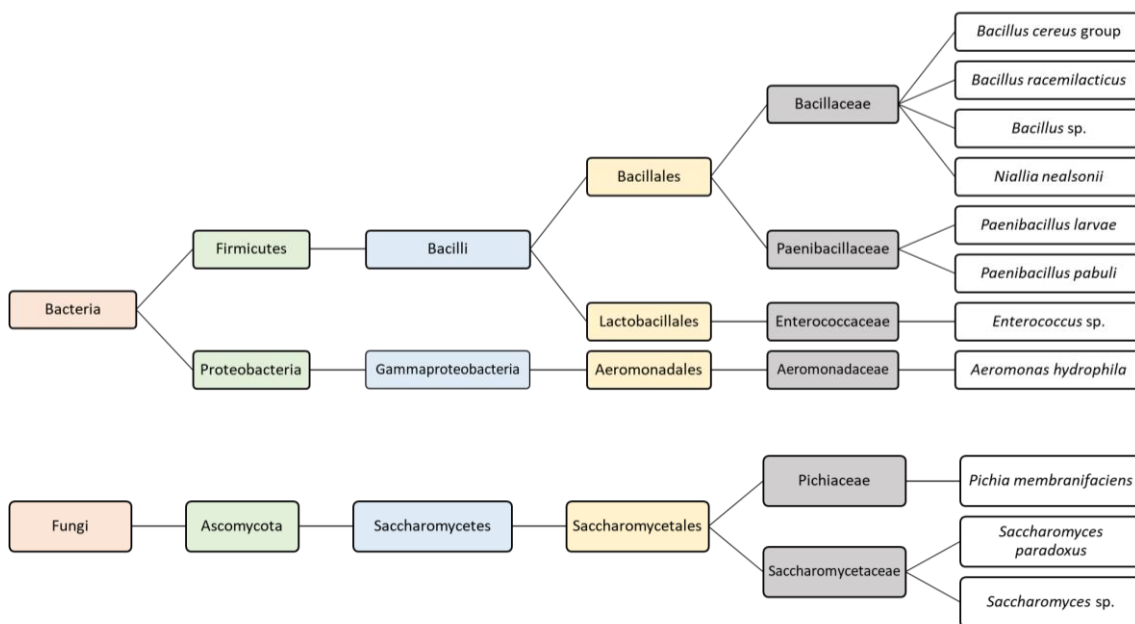 Bacillus cereus group
Bacillus racemilacticus
Bacillaceae
Bacillus sp.
Bacillales
Niallia nealsonii
Paenibacillus larvae
Firmicutes
Bacilli
Paenibacillaceae
Paenibacillus pabuli
Bacteria
Lactobacillales
Enterococcaceae
Enterococcus sp.
Proteobacteria
Gammaproteobacteria
Aeromonadales
Aeromonadaceae
Aeromonas hydrophila
Pichiaceae
Pichia membranifaciens
Fungi
Ascomycota
Saccharomycetes
Saccharomycetales
Saccharomyces
paradoxus
Saccharomycetaceae
Saccharomyces sp.